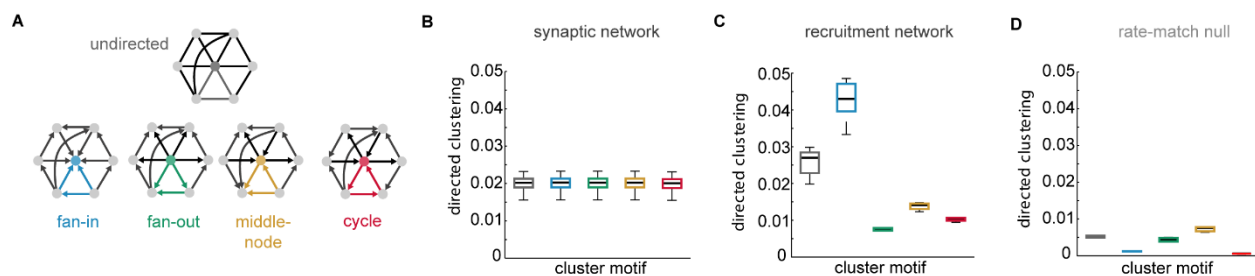 A
undirected
fan-in
fan-out
middle-
node
cycle
B
synaptic network
directed clustering
0.05
0.04
0.03
0.02
0.01
0
cluster motif
C
recruitment network
directed clustering
0.05
0.04
0.03
0.02
0.01
0
cluster motif
D
rate-match null
directed clustering
0.05
0.04
0.03
0.02
0.01
0
cluster motif